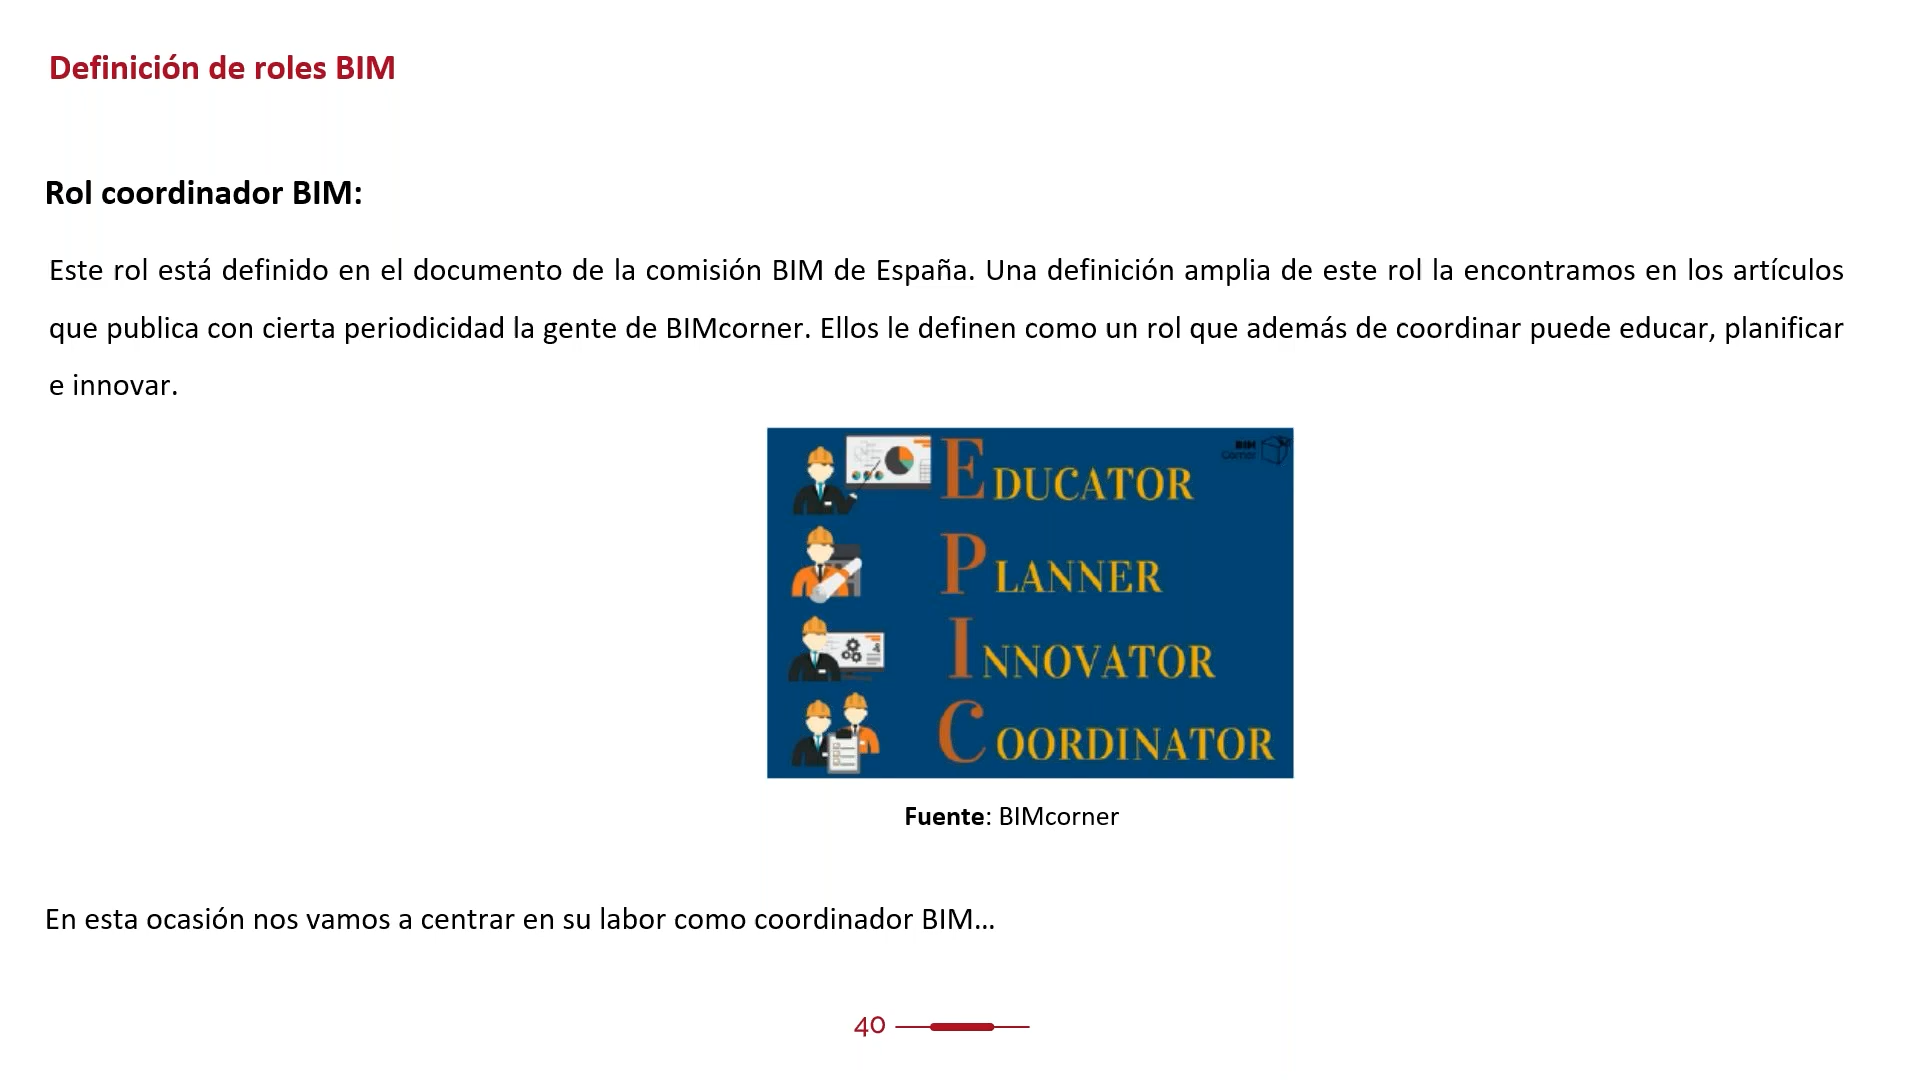 Definición de roles BIM
Rol coordinador BIM:
Este rol está definido en el documento de la comisión BIM de España. Una definición amplia de este rol la encontramos en los artículos
que publica con cierta periodicidad la gente de BIMcorner. Ellos le definen como un rol que además de coordinar puede educar, planificar
e innovar.
BIM
Corner
EDUCATOR
PLANNER
INNOVATOR
COORDINATOR
Fuente: BIMcorner
En esta ocasión nos vamos a centrar en su labor como coordinador BIM...
40